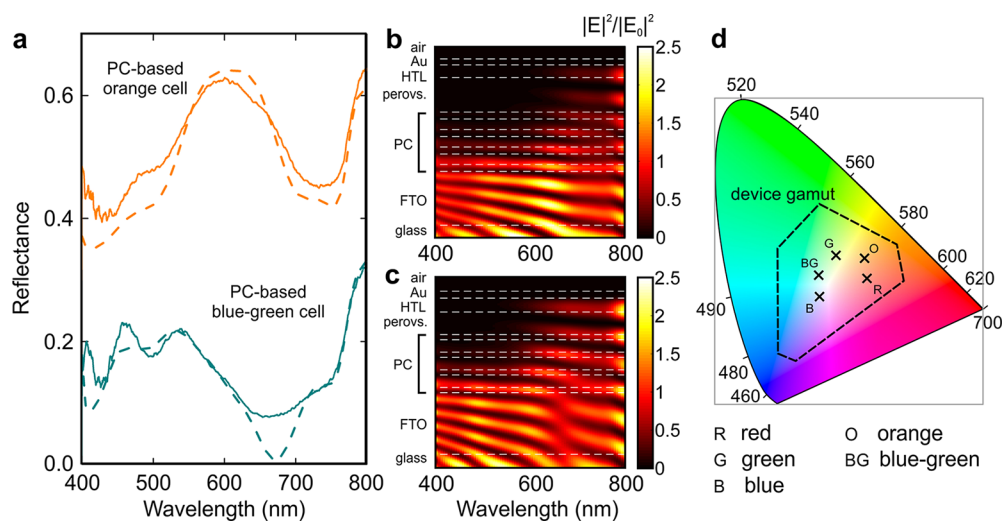 a
0.6
0.4
0.2
0.0
Reflectance
PC-based
orange cell
PC-based
blue-green cell
400 500 600 700 800
Wavelength (nm)
|E|²/|E₀|²
b
air
Au
HTL
perovs.
PC
FTO
glass
400 600 800
2.5
2
1.5
1
0.5
0
c
air
Au
HTL
perovs.
PC
FTO
glass
400 600 800
Wavelength (nm)
2.5
2
1.5
1
0.5
0
d
520
540
560
580
600
620
700
490
480
460
device gamut
G
O
BG
R
B
R red
G green
B blue
O orange
BG blue-green